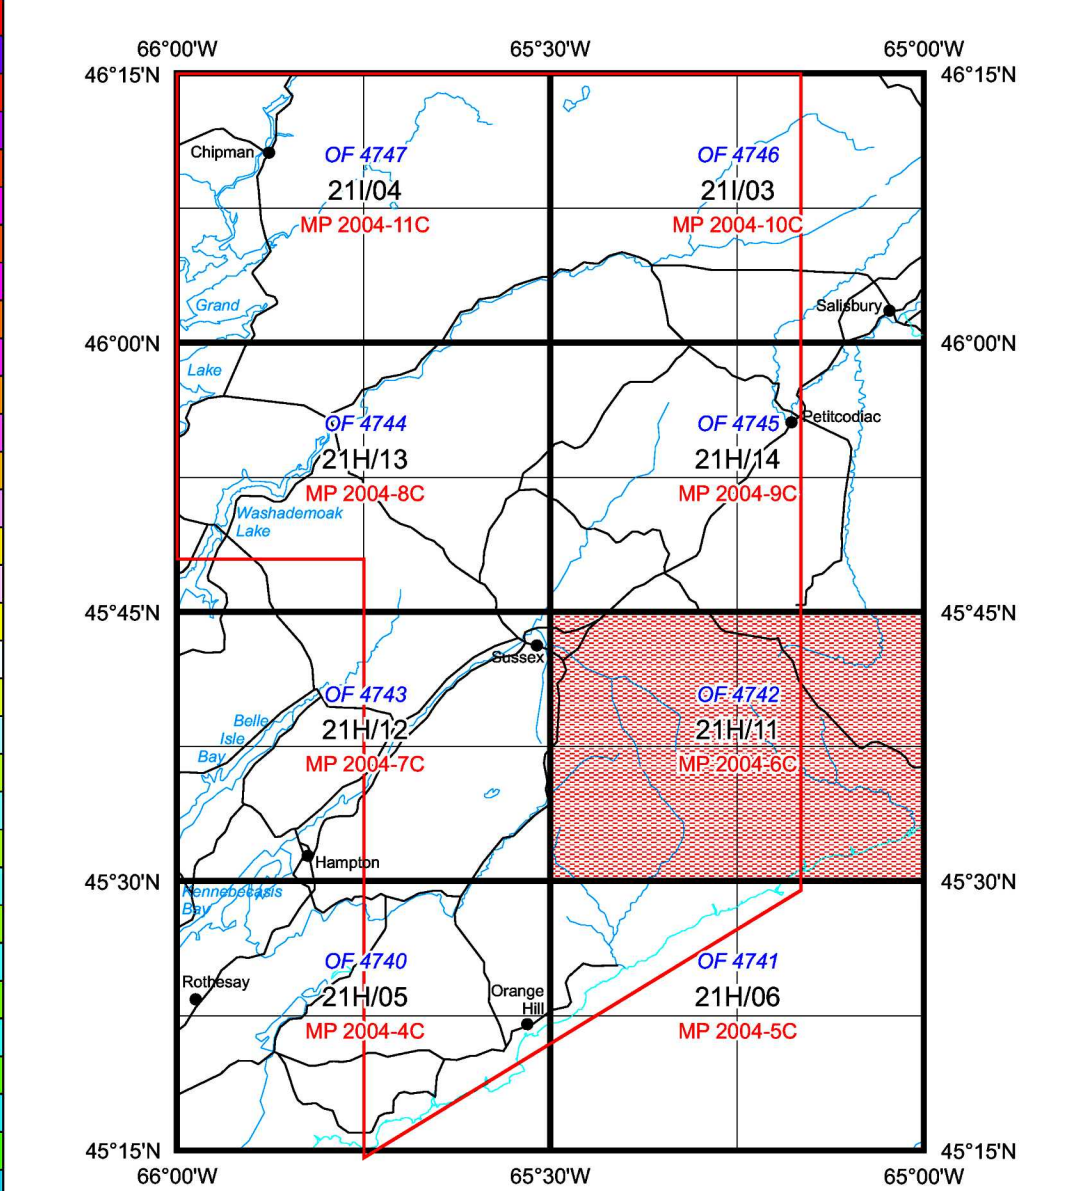 66°00'W 65°30'W 65°00'W
46°15'N 46°15'N
Chipman
OF 4747 OF 4746
21I/04 21I/03
MP 2004-11C MP 2004-10C
Grand
Salisbury
46°00'N 46°00'N
Lake
OF 4744 OF 4745
Petitcodiac
21H/13 21H/14
MP 2004-8C MP 2004-9C
Washademoak
Lake
45°45'N 45°45'N
Sussex
OF 4743 OF 4742
Belle
Isle
Bay
21H/12 21H/11
MP 2004-7C MP 2004-6C
Hampton
45°30'N 45°30'N
Kennebecasis
Bay
OF 4740 OF 4741
Rothesay
Orange
Hill
21H/05 21H/06
MP 2004-4C MP 2004-5C
45°15'N 45°15'N
66°00'W 65°30'W 65°00'W